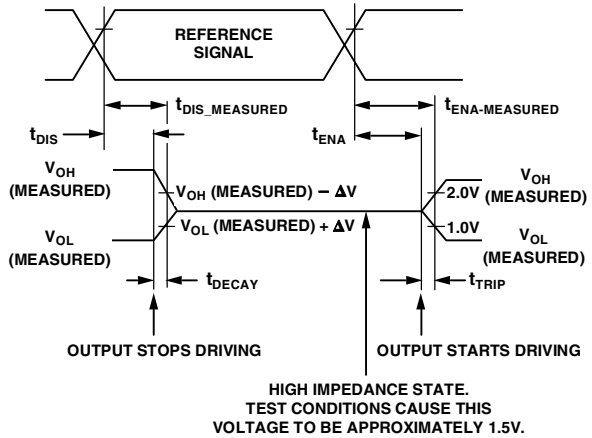 REFERENCE
SIGNAL
tDIS_MEASURED
tENA-MEASURED
tDIS
tENA
VOH
(MEASURED)
VOH (MEASURED) – ΔV
2.0V
VOH
(MEASURED)
VOL
(MEASURED)
VOL (MEASURED) + ΔV
1.0V
VOL
(MEASURED)
tDECAY
tTRIP
OUTPUT STOPS DRIVING
OUTPUT STARTS DRIVING
HIGH IMPEDANCE STATE.
TEST CONDITIONS CAUSE THIS
VOLTAGE TO BE APPROXIMATELY 1.5V.